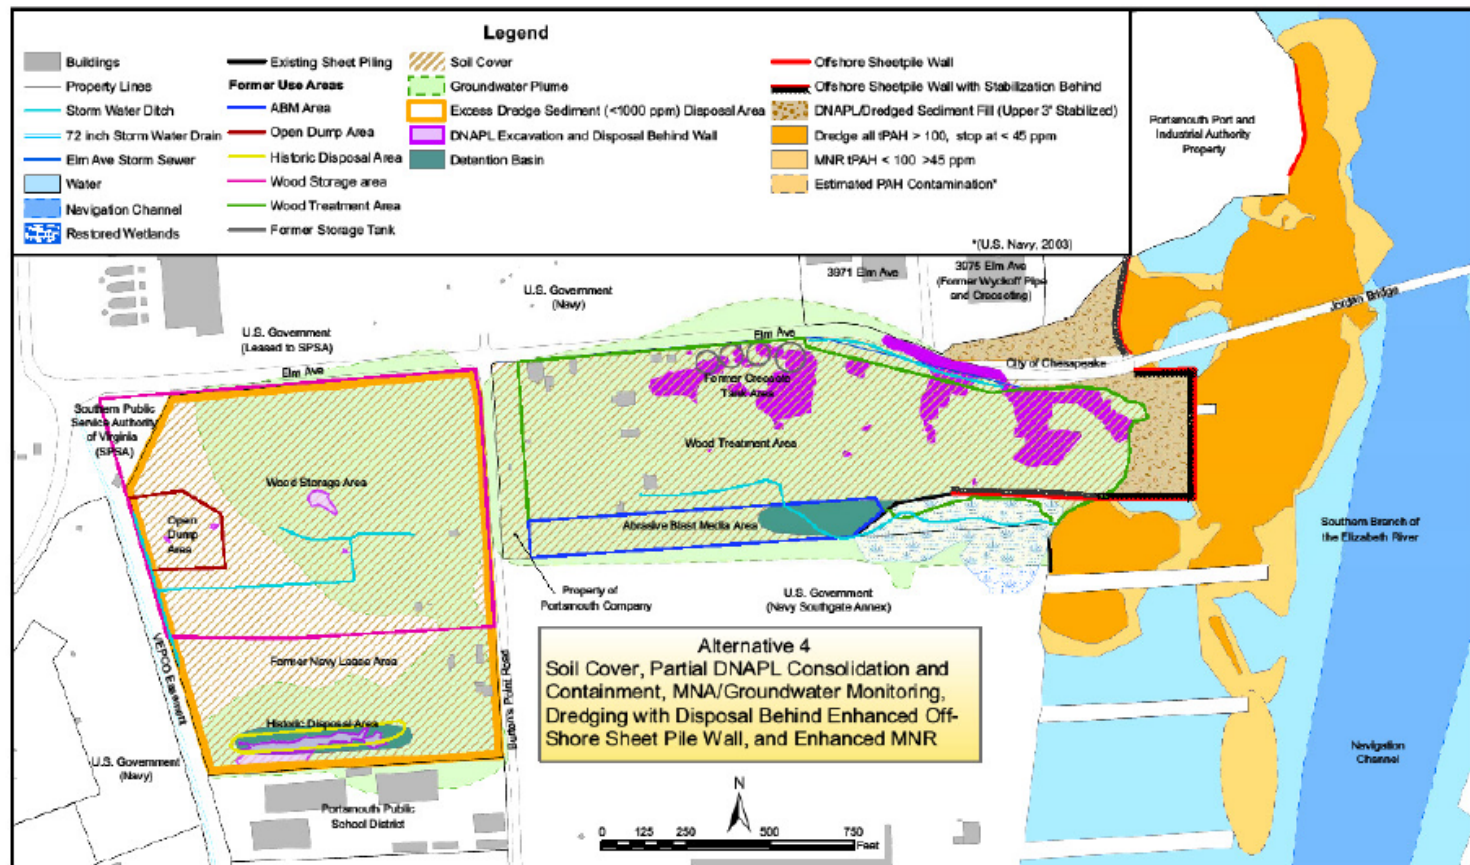 Legend
Buildings
Property Lines
Storm Water Ditch
72 inch Storm Water Drain
Elm Ave Storm Sewer
Water
Navigation Channel
Restored Wetlands
Existing Sheet Piling
Former Use Areas
ABM Area
Open Dump Area
Historic Disposal Area
Wood Storage area
Wood Treatment Area
Former Storage Tank
Soil Cover
Groundwater Plume
Excess Dredge Sediment (<1000 ppm) Disposal Area
DNAPL Excavation and Disposal Behind Wall
Detention Basin
Offshore Sheetpile Wall
Offshore Sheetpile Wall with Stabilization Behind
DNAPL/Dredged Sediment Fill (Upper 3' Stabilized)
Dredge all tPAH > 100, stop at < 45 ppm
MNR tPAH < 100 >45 ppm
Estimated PAH Contamination*
*(U.S. Navy, 2003)
Portsmouth Port and
Industrial Authority
Property
3971 Elm Ave
3975 Elm Ave
(Former Wyckoff Pipe
and Creosoting)
U.S. Government
(Navy)
U.S. Government
(Leased to SPSA)
Elm Ave
Elm Ave
Jordan Bridge
City of Chesapeake
Southern Public
Service Authority
of Virginia
(SPSA)
Former Creosote
Tank Area
Wood Treatment Area
Wood Storage Area
Open
Dump
Area
Abrasive Blast Media Area
Southern Branch of
the Elizabeth River
Property of
Portsmouth Company
U.S. Government
(Navy Southgate Annex)
VEPCO Easement
Former Navy Lease Area
Burton's Point Road
Historic Disposal Area
U.S. Government
(Navy)
Portsmouth Public
School District
Navigation
Channel
Alternative 4
Soil Cover, Partial DNAPL Consolidation and
Containment, MNA/Groundwater Monitoring,
Dredging with Disposal Behind Enhanced Off-
Shore Sheet Pile Wall, and Enhanced MNR
N
0 125 250 500 750
Feet